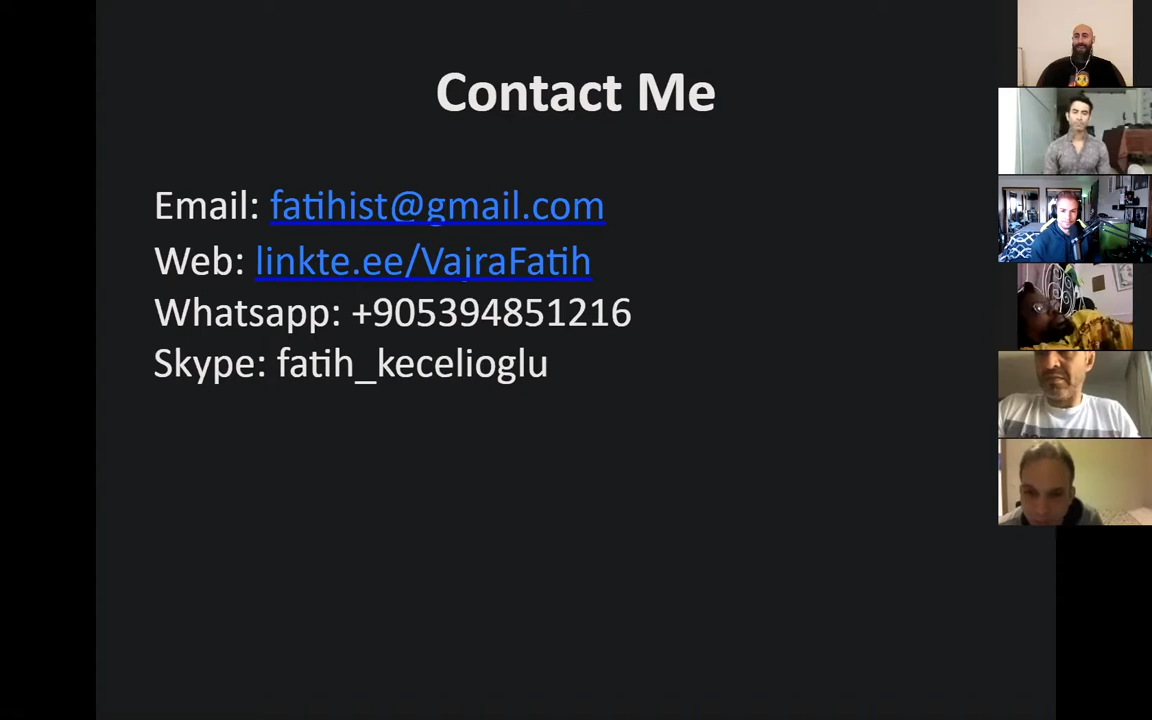 Contact Me
Email: fatihist@gmail.com
Web: linkte.ee/VajraFatih
Whatsapp: +905394851216
Skype: fatih_kecelioglu